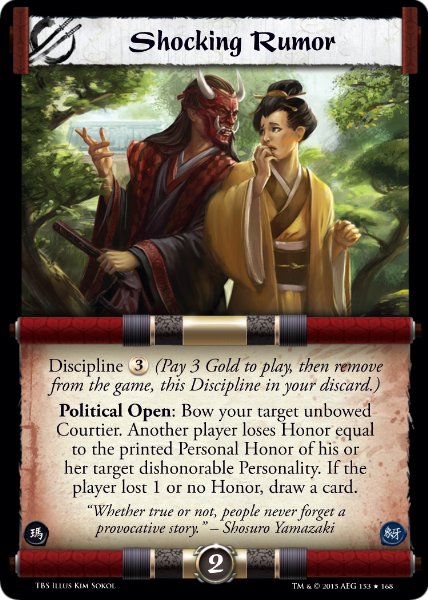 Shocking Rumor
Discipline 3 (Pay 3 Gold to play, then remove
from the game, this Discipline in your discard.)
Political Open: Bow your target unbowed
Courtier. Another player loses Honor equal
to the printed Personal Honor of his or
her target dishonorable Personality. If the
player lost 1 or no Honor, draw a card.
“Whether true or not, people never forget a
provocative story.” – Shosuro Yamazaki
瑪
2
TBS Illus Kim Sokol
TM & © 2015 AEG 153 ★ 168